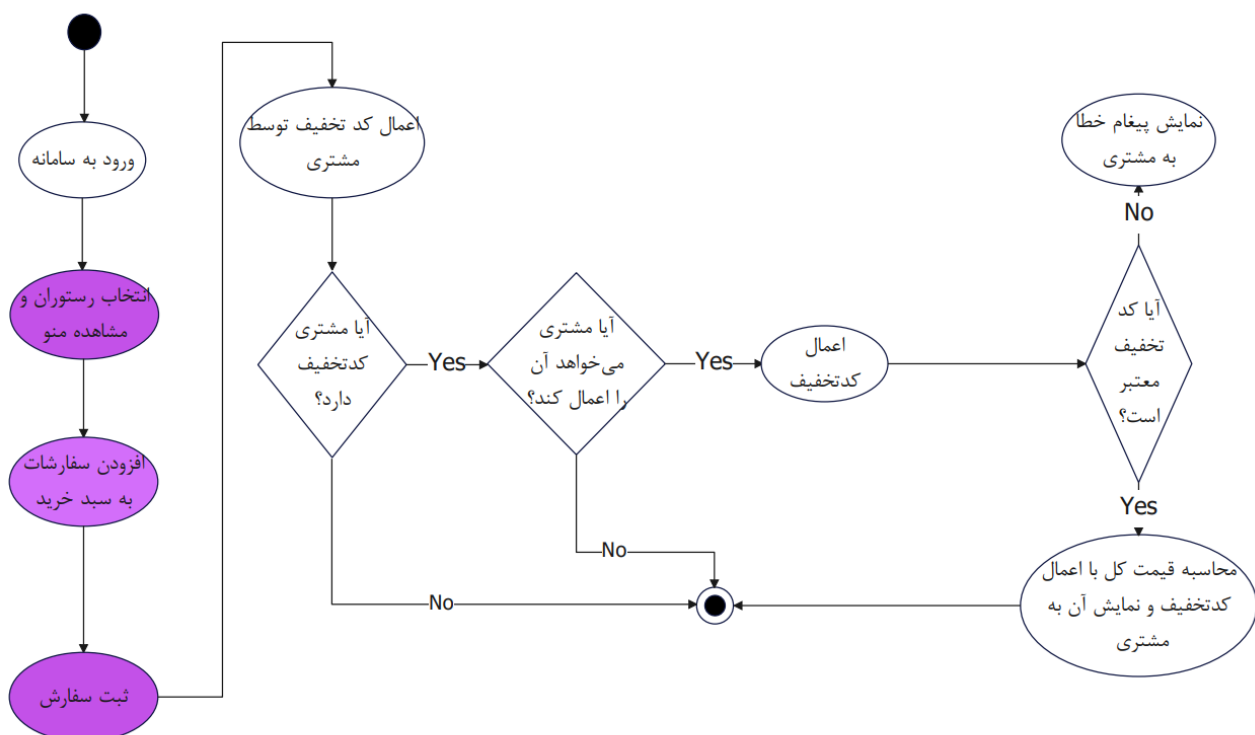 ورود به سامانه
انتخاب رستوران و
مشاهده منو
افزودن سفارشات
به سبد خرید
ثبت سفارش
اعمال کد تخفیف توسط
مشتری
آیا مشتری
کدتخفیف
دارد؟
Yes
No
آیا مشتری
می‌خواهد آن
را اعمال کند؟
Yes
No
اعمال
کدتخفیف
آیا کد
تخفیف
معتبر
است؟
No
نمایش پیغام خطا
به مشتری
Yes
محاسبه قیمت کل با اعمال
کدتخفیف و نمایش آن به
مشتری